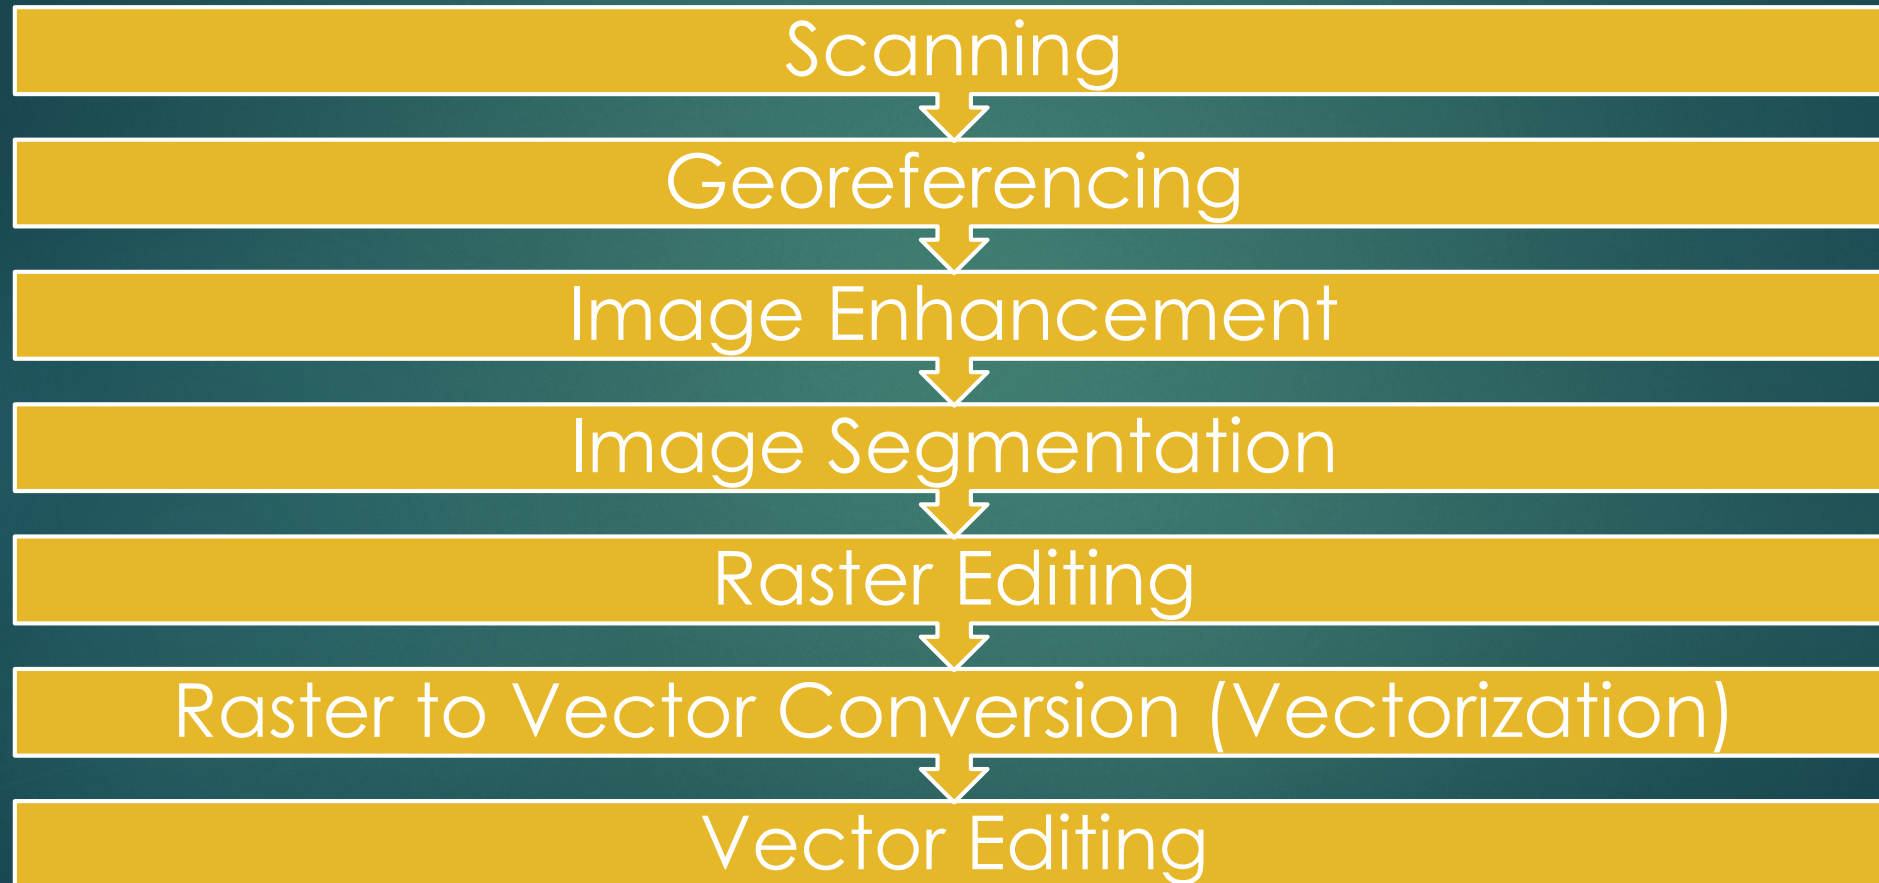 Scanning
Georeferencing
Image Enhancement
Image Segmentation
Raster Editing
Raster to Vector Conversion (Vectorization)
Vector Editing